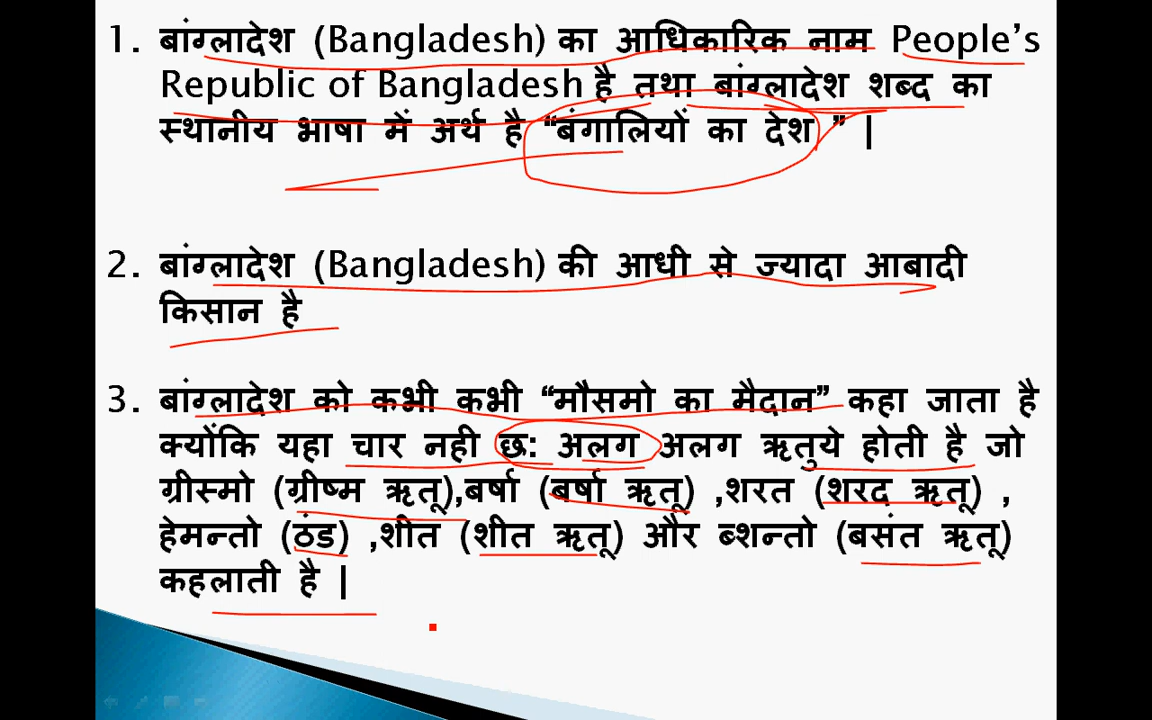 1. बांग्लादेश (Bangladesh) का आधिकारिक नाम People's
Republic of Bangladesh है तथा बांग्लादेश शब्द का
स्थानीय भाषा में अर्थ है “बंगालियों का देश ” |
2. बांग्लादेश (Bangladesh) की आधी से ज्यादा आबादी
किसान है
3. बांग्लादेश को कभी कभी “मौसमो का मैदान” कहा जाता है
क्योंकि यहा चार नही छ: अलग अलग ऋतुये होती है जो
ग्रीस्मो (ग्रीष्म ऋतू),बर्षा (बर्षा ऋतू) ,शरत (शरद ऋतू) ,
हेमन्तो (ठंड) ,शीत (शीत ऋतू) और ब्शन्तो (बसंत ऋतू)
कहलाती है |